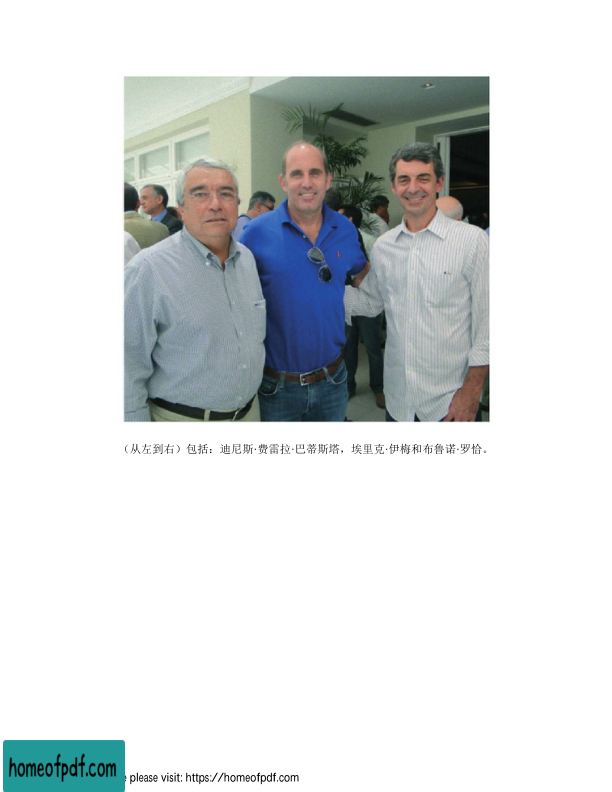 （从左到右）包括：迪尼斯·费雷拉·巴蒂斯塔，埃里克·伊梅和布鲁诺·罗恰。
homeofpdf.com
e please visit: https://homeofpdf.com